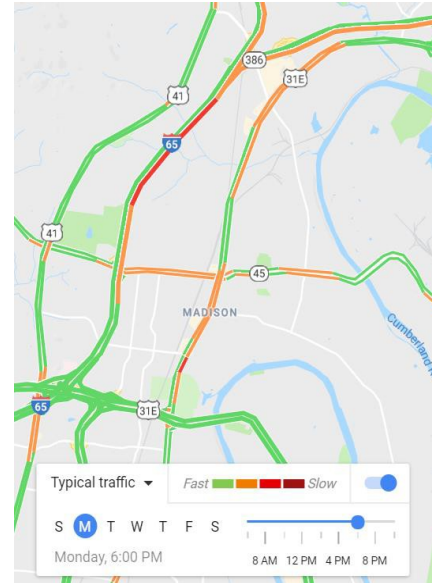 386
31E
41
65
41
45
MADISON
Cumberland R
65
31E
Typical traffic Fast Slow
S M T W T F S
Monday, 6:00 PM
8 AM 12 PM 4 PM 8 PM